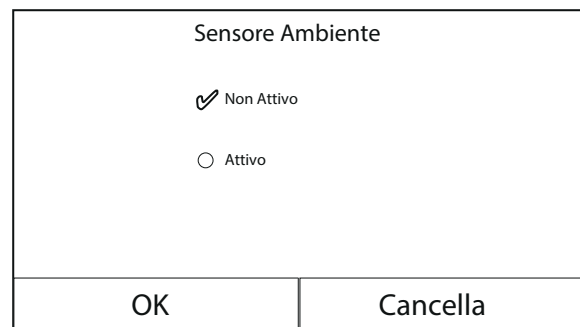 Sensore Ambiente
Non Attivo
Attivo
OK
Cancella